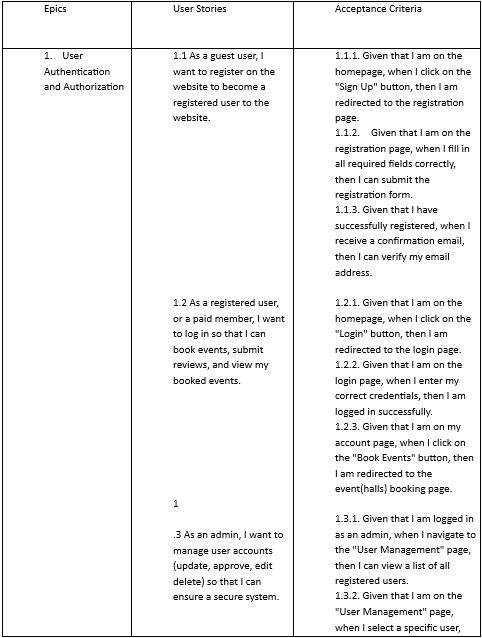 Epics
User Stories
Acceptance Criteria
1. User
Authentication
and Authorization
1.1 As a guest user, I
want to register on the
website to become a
registered user to the
website.
1.1.1. Given that I am on the
homepage, when I click on the
"Sign Up" button, then I am
redirected to the registration
page.
1.1.2. Given that I am on the
registration page, when I fill in
all required fields correctly,
then I can submit the
registration form.
1.1.3. Given that I have
successfully registered, when I
receive a confirmation email,
then I can verify my email
address.
1.2 As a registered user,
or a paid member, I want
to log in so that I can
book events, submit
reviews, and view my
booked events.
1.2.1. Given that I am on the
homepage, when I click on the
"Login" button, then I am
redirected to the login page.
1.2.2. Given that I am on the
login page, when I enter my
correct credentials, then I am
logged in successfully.
1.2.3. Given that I am on my
account page, when I click on
the "Book Events" button, then
I am redirected to the
event(halls) booking page.
1
.3 As an admin, I want to
manage user accounts
(update, approve, edit
delete) so that I can
ensure a secure system.
1.3.1. Given that I am logged in
as an admin, when I navigate to
the "User Management" page,
then I can view a list of all
registered users.
1.3.2. Given that I am on the
"User Management" page,
when I select a specific user,